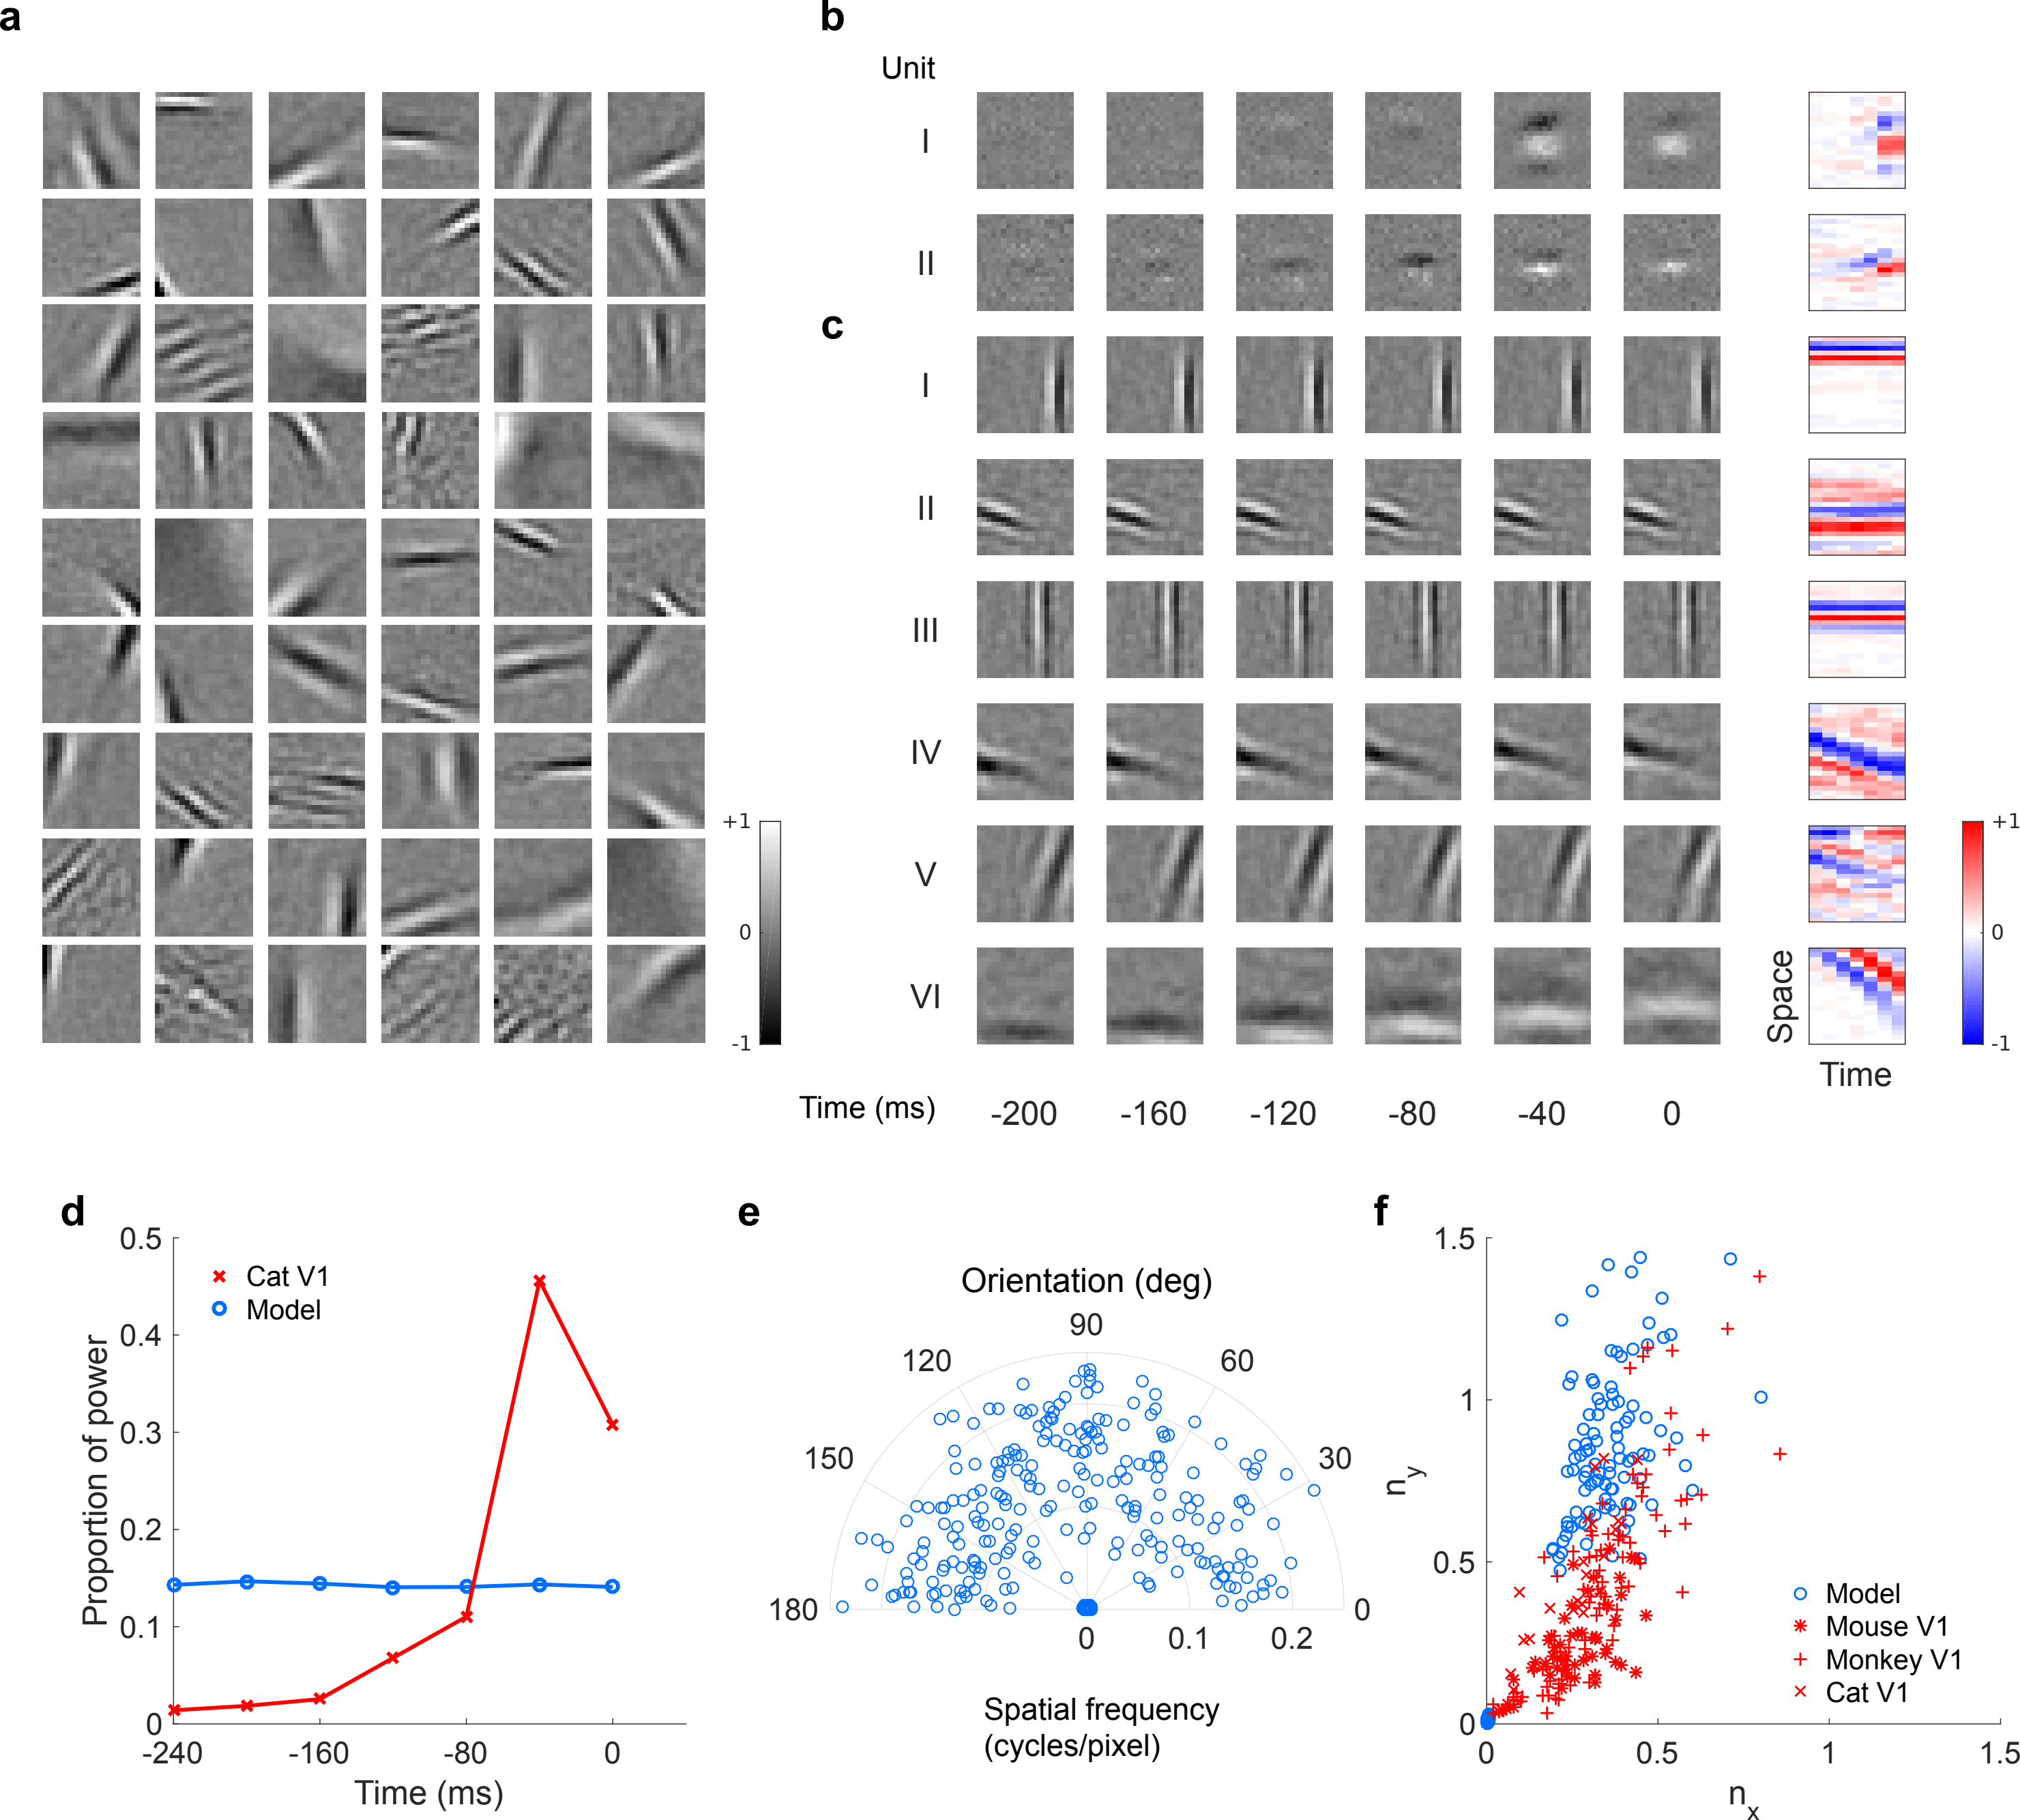 a
b
Unit
I
II
c
I
II
III
IV
V
VI
+1
0
-1
Space
Time
+1
0
-1
Time (ms)
-200 -160 -120 -80 -40 0
d
0.5
0.4
0.3
0.2
0.1
0
Proportion of power
Cat V1
Model
-240 -160 -80 0
Time (ms)
e
Orientation (deg)
90
120 60
150 30
180 0
0 0.1 0.2
Spatial frequency
(cycles/pixel)
f
1.5
1
0.5
0
n_y
Model
Mouse V1
Monkey V1
Cat V1
0 0.5 1 1.5
n_x